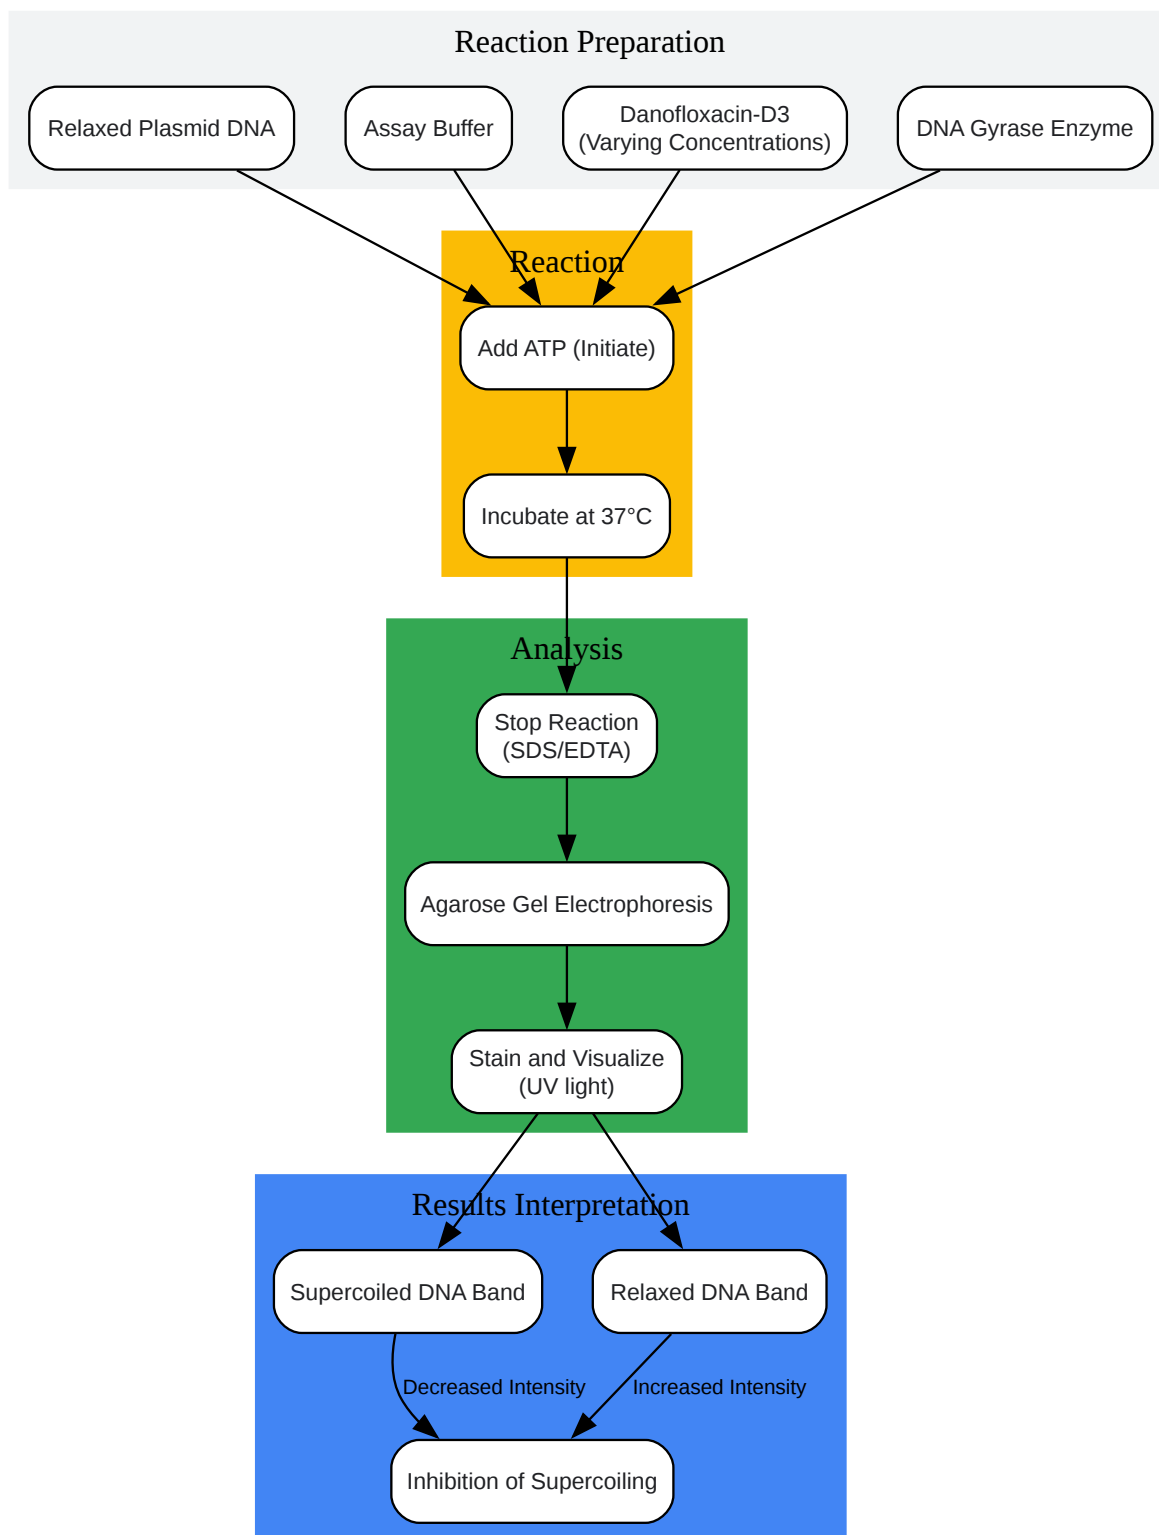 Reaction Preparation
Relaxed Plasmid DNA
Assay Buffer
Danofloxacin-D3
(Varying Concentrations)
DNA Gyrase Enzyme
Reaction
Add ATP (Initiate)
Incubate at 37°C
Analysis
Stop Reaction
(SDS/EDTA)
Agarose Gel Electrophoresis
Stain and Visualize
(UV light)
Results Interpretation
Supercoiled DNA Band
Relaxed DNA Band
Decreased Intensity
Increased Intensity
Inhibition of Supercoiling